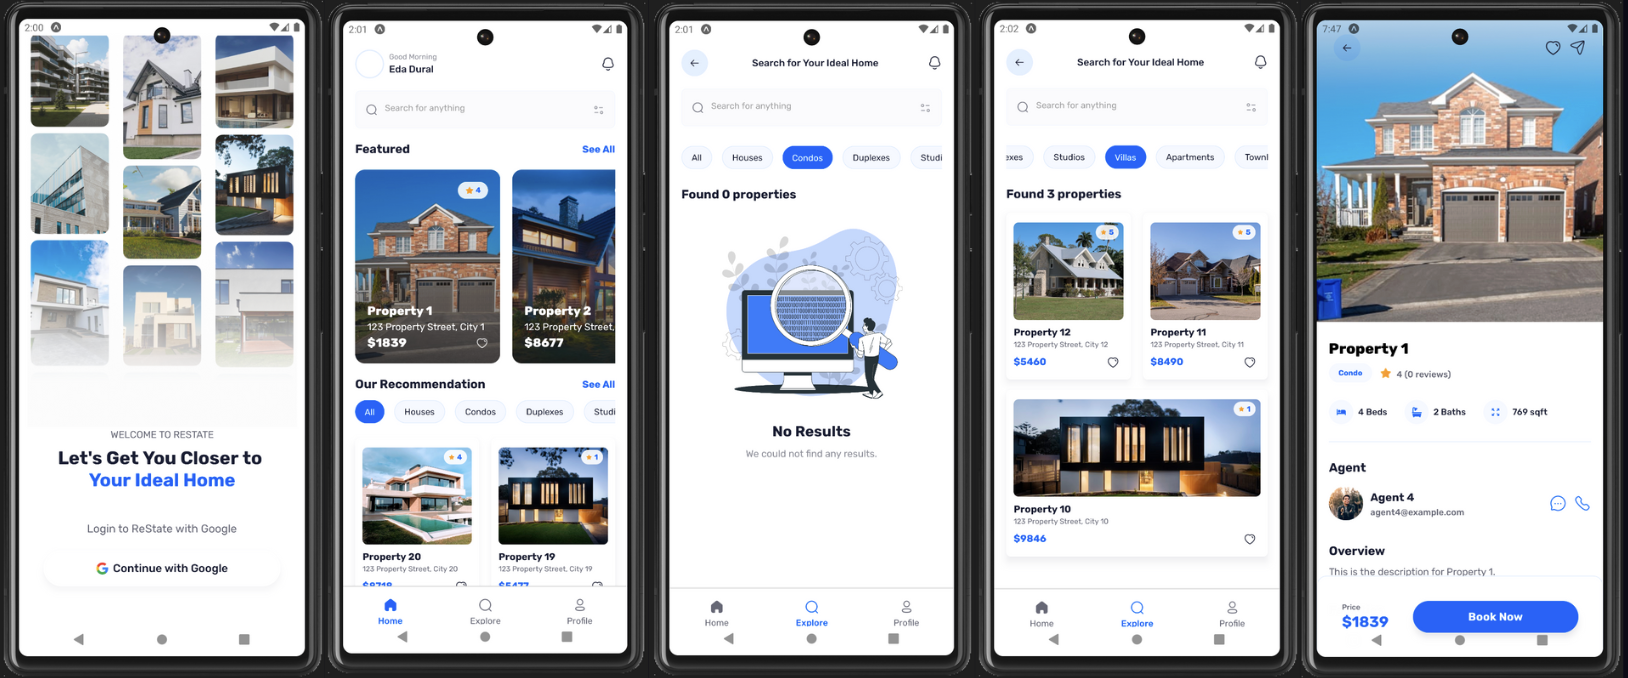 2:00
WELCOME TO RESTATE
Let's Get You Closer to
Your Ideal Home
Login to ReState with Google
Continue with Google
2:01
Good Morning
Eda Dural
Search for anything
Featured
See All
4
Property 1
123 Property Street, City 1
$1839
Property 2
123 Property Street,
$8677
Our Recommendation
See All
All
Houses
Condos
Duplexes
Studi
4
Property 20
123 Property Street, City 20
$8718
1
Property 19
123 Property Street, City 19
$5477
Home
Explore
Profile
2:01
Search for Your Ideal Home
Search for anything
All
Houses
Condos
Duplexes
Studi
Found 0 properties
No Results
We could not find any results.
Home
Explore
Profile
2:02
Search for Your Ideal Home
Search for anything
exes
Studios
Villas
Apartments
Townl
Found 3 properties
5
Property 12
123 Property Street, City 12
$5460
5
Property 11
123 Property Street, City 11
$8490
1
Property 10
123 Property Street, City 10
$9846
Home
Explore
Profile
7:47
Property 1
Condo
4 (0 reviews)
4 Beds
2 Baths
769 sqft
Agent
Agent 4
agent4@example.com
Overview
This is the description for Property 1.
Price
$1839
Book Now